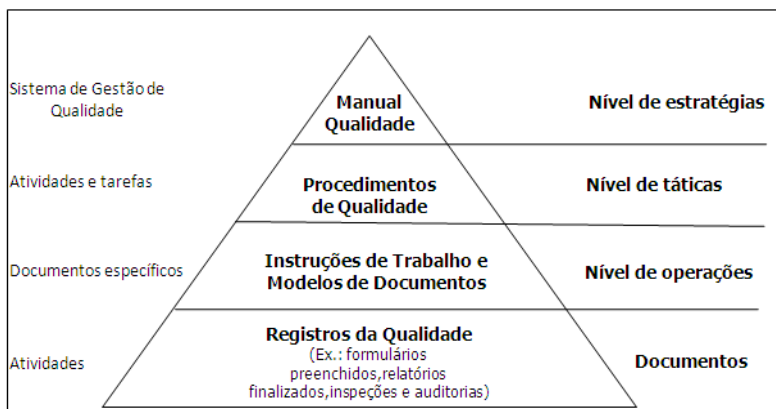 Sistema de Gestão de
Qualidade
Manual
Qualidade
Nível de estratégias
Atividades e tarefas
Procedimentos
de Qualidade
Nível de táticas
Documentos específicos
Instruções de Trabalho e
Modelos de Documentos
Nível de operações
Atividades
Registros da Qualidade
(Ex.: formulários
preenchidos,relatórios
finalizados,inspeções e auditorias)
Documentos